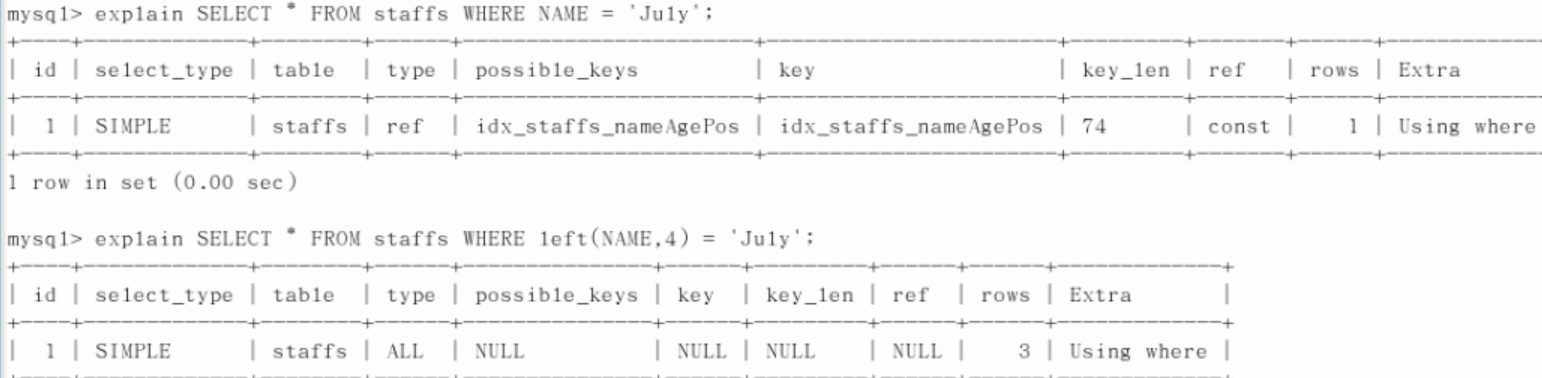 mysql> explain SELECT * FROM staffs WHERE NAME = 'July';
| id | select_type | table | type | possible_keys | key | key_len | ref | rows | Extra
| 1 | SIMPLE | staffs | ref | idx_staffs_nameAgePos | idx_staffs_nameAgePos | 74 | const | 1 | Using where
1 row in set (0.00 sec)
mysql> explain SELECT * FROM staffs WHERE left(NAME,4) = 'July';
| id | select_type | table | type | possible_keys | key | key_len | ref | rows | Extra |
| 1 | SIMPLE | staffs | ALL | NULL | NULL | NULL | NULL | 3 | Using where |